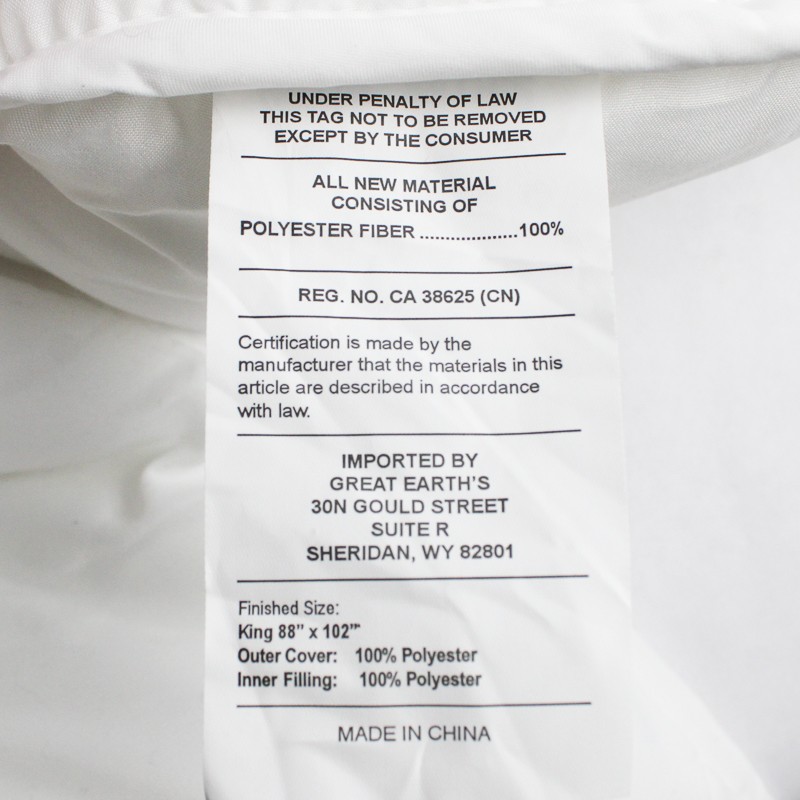 UNDER PENALTY OF LAW
THIS TAG NOT TO BE REMOVED
EXCEPT BY THE CONSUMER
ALL NEW MATERIAL
CONSISTING OF
POLYESTER FIBER ...................100%
REG. NO. CA 38625 (CN)
Certification is made by the
manufacturer that the materials in this
article are described in accordance
with law.
IMPORTED BY
GREAT EARTH'S
30N GOULD STREET
SUITE R
SHERIDAN, WY 82801
Finished Size:
King 88" x 102"
Outer Cover: 100% Polyester
Inner Filling: 100% Polyester
MADE IN CHINA